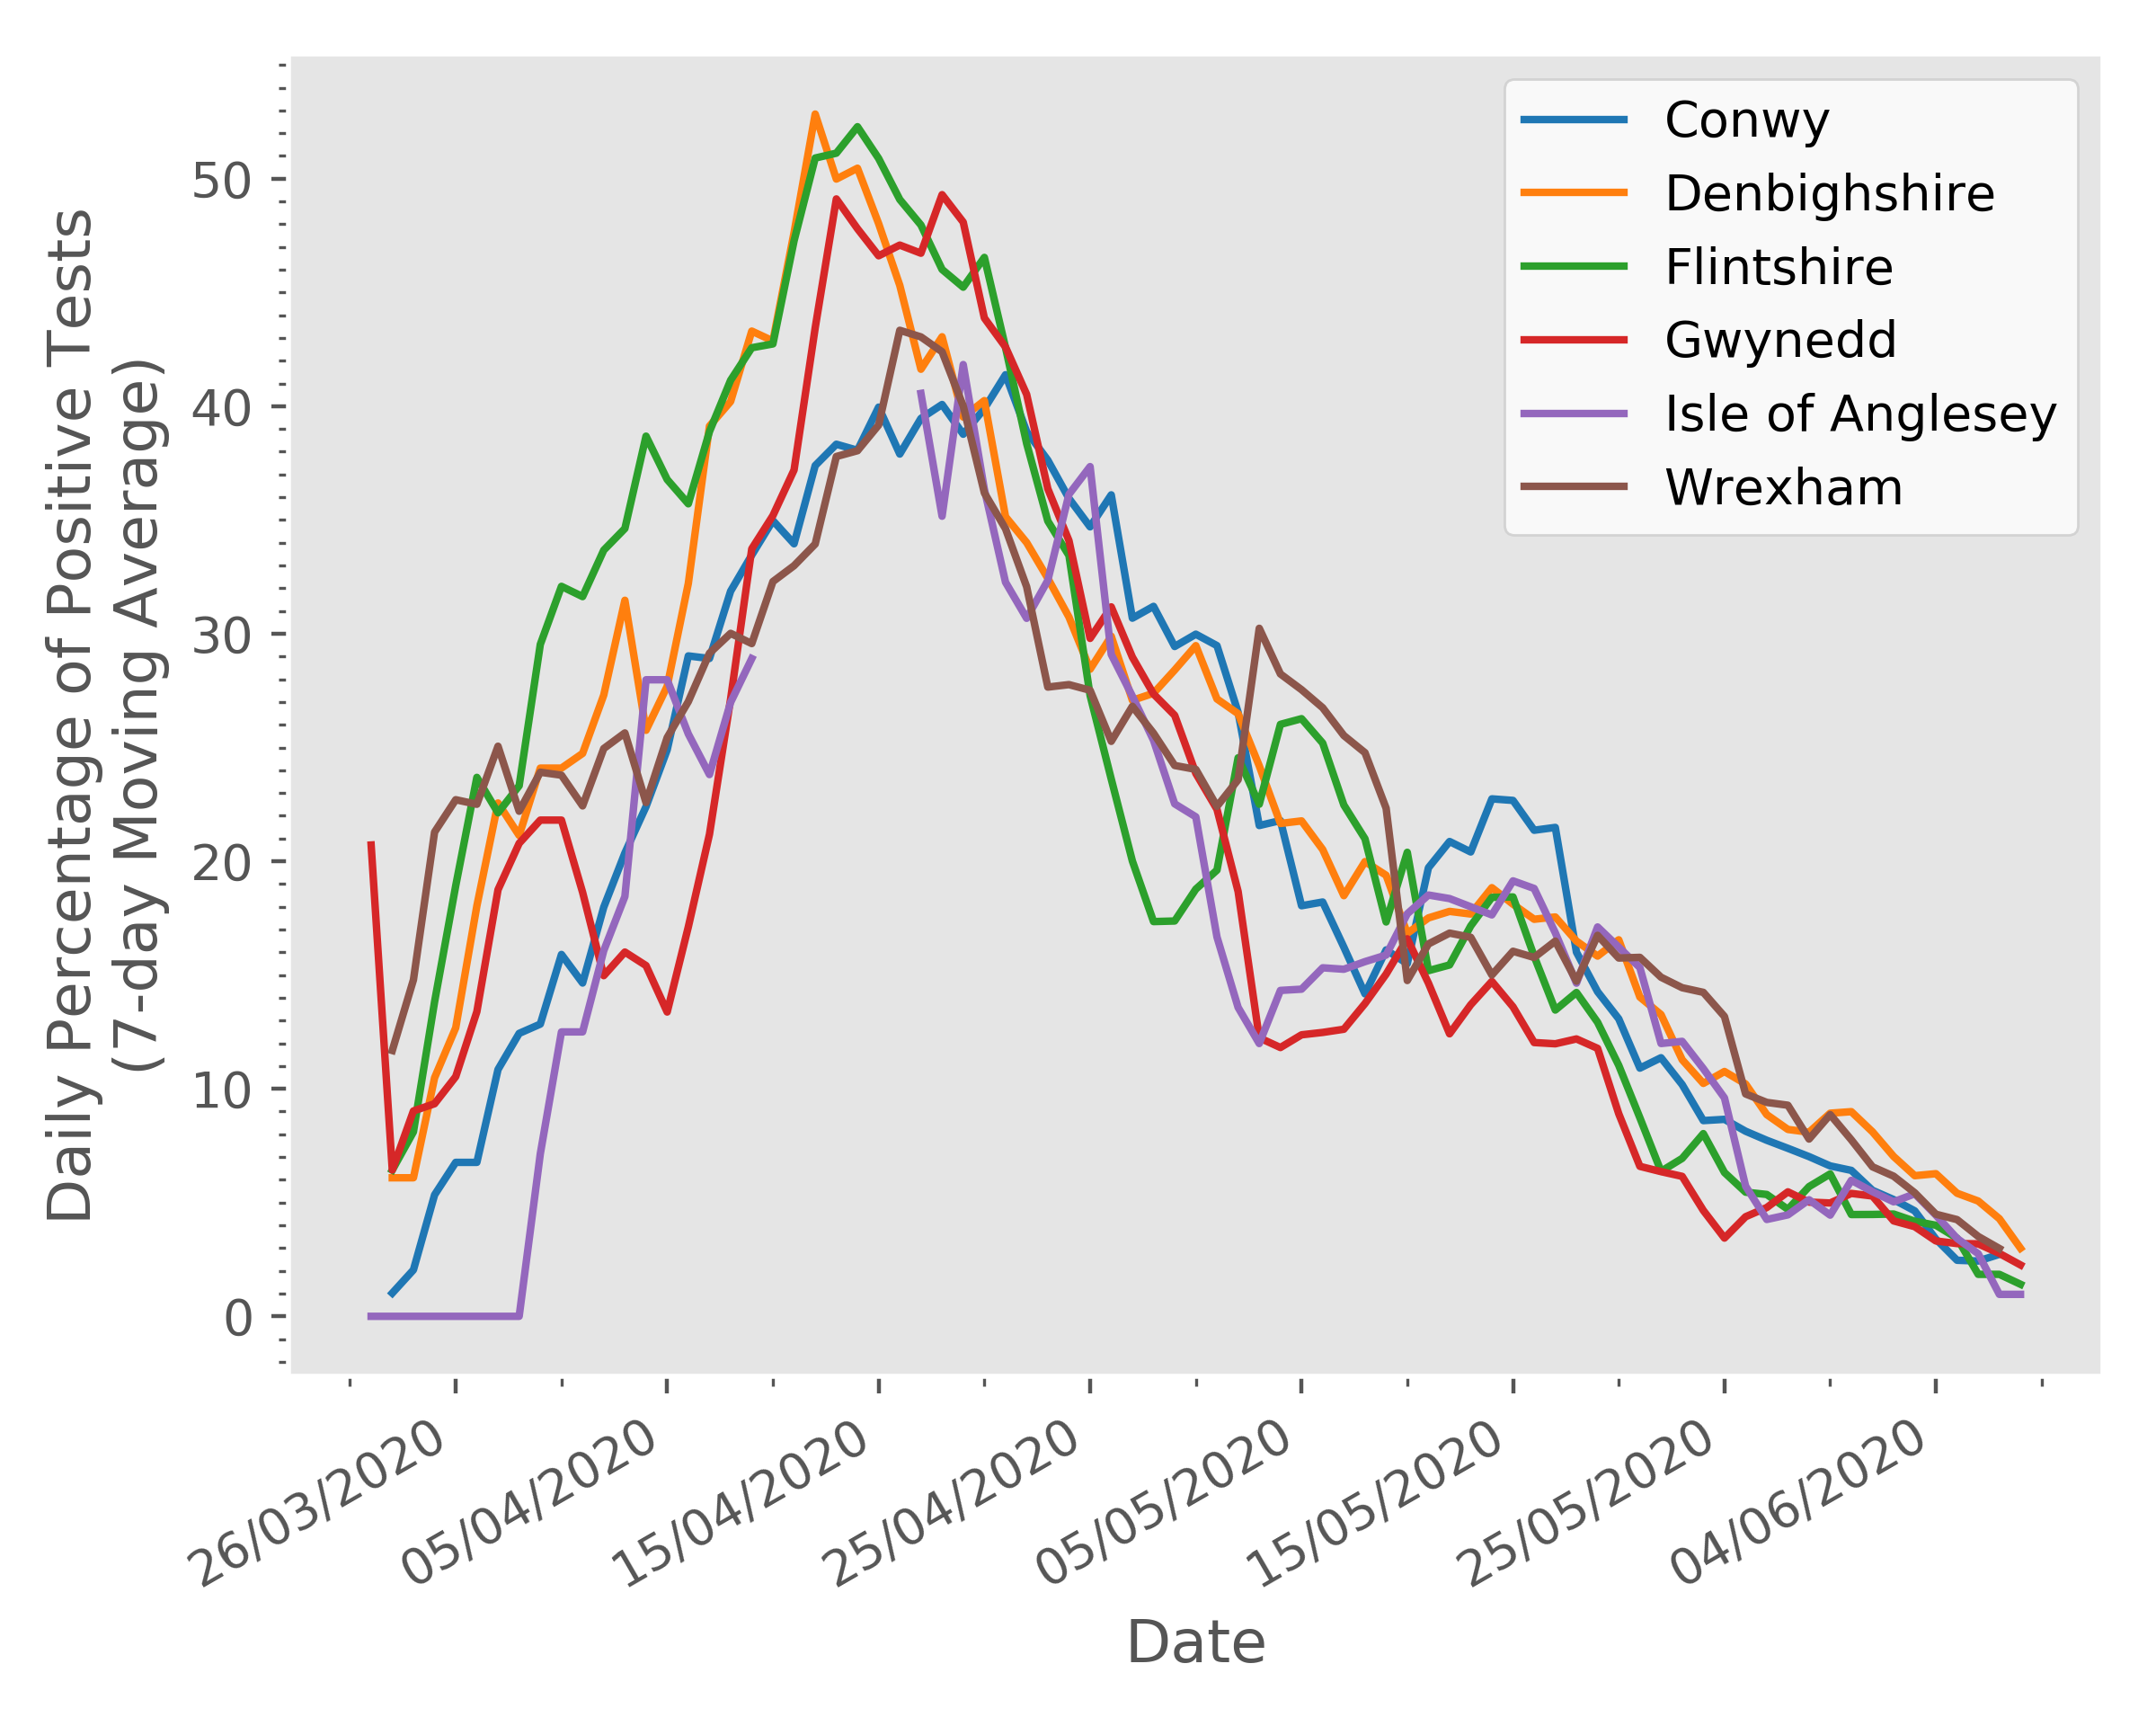 Daily Percentage of Positive Tests
(7-day Moving Average)
50
40
30
20
10
0
Conwy
Denbighshire
Flintshire
Gwynedd
Isle of Anglesey
Wrexham
26/03/2020
05/04/2020
15/04/2020
25/04/2020
05/05/2020
15/05/2020
25/05/2020
04/06/2020
Date